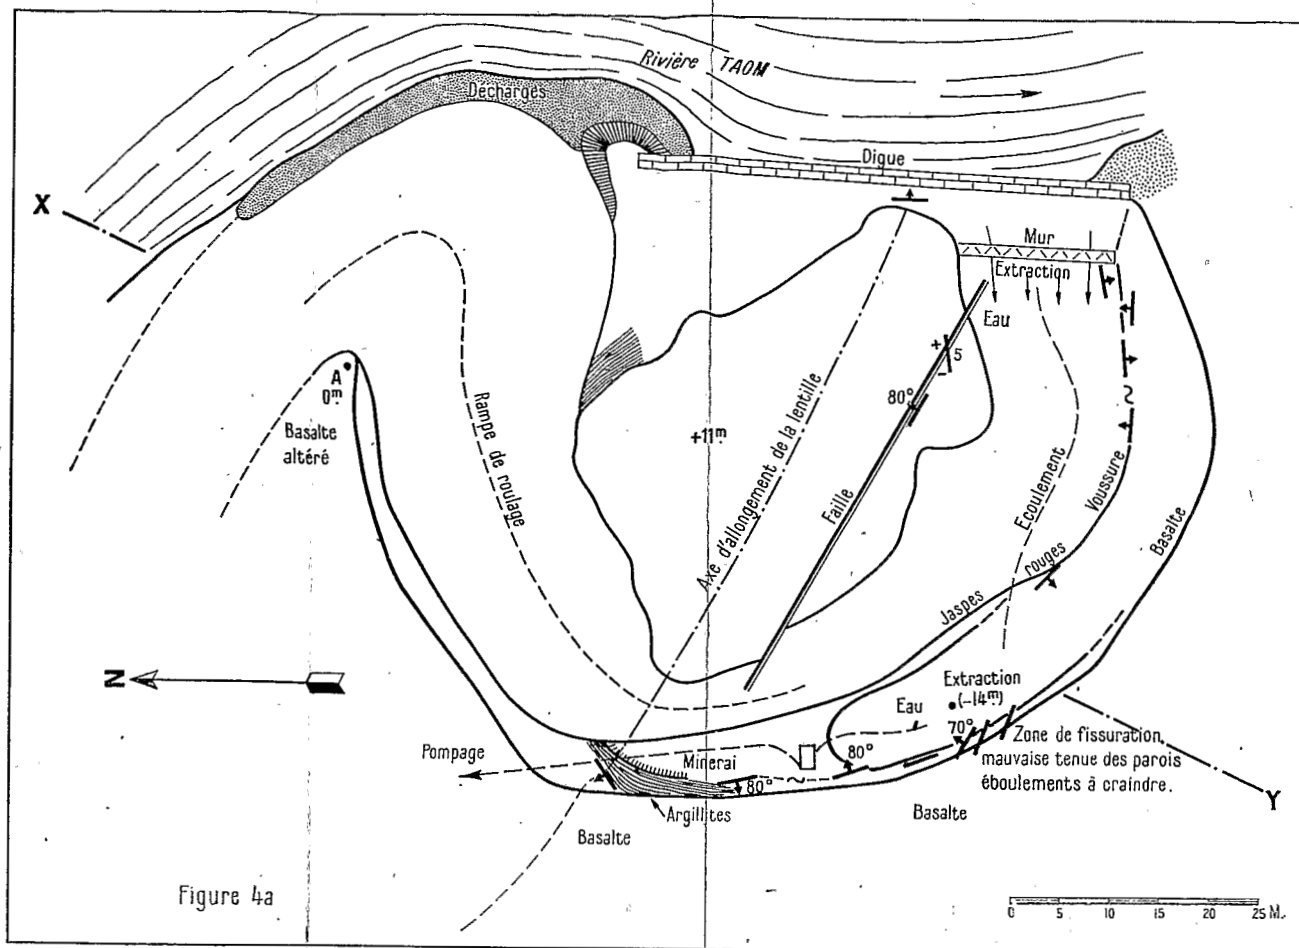 Rivière TAOM
Décharges
Digue
X
Mur
Extraction
Eau
A
0m.
Basalte
altéré
+
5
-
80°
+11m.
Rampe de roulage
Axe d'allongement de la lentille
Faille
Ecoulement
Voussure
Basalte
Jaspes rouges
N
Extraction
(-14m.)
Eau
70°
Zone de fissuration,
mauvaise tenue des parois
éboulements à craindre.
Pompage
Minerai
80°
80°
Argillites
Basalte
Basalte
Y
Figure 4a
0 5 10 15 20 25 M.